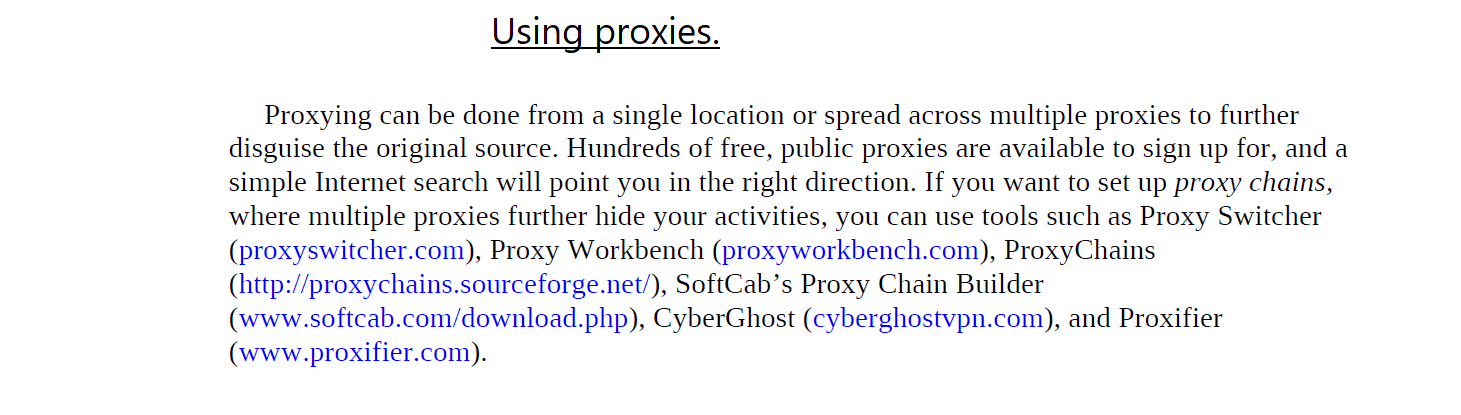 Using proxies.
Proxying can be done from a single location or spread across multiple proxies to further
disguise the original source. Hundreds of free, public proxies are available to sign up for, and a
simple Internet search will point you in the right direction. If you want to set up proxy chains,
where multiple proxies further hide your activities, you can use tools such as Proxy Switcher
(proxyswitcher.com), Proxy Workbench (proxyworkbench.com), ProxyChains
(http://proxychains.sourceforge.net/), SoftCab’s Proxy Chain Builder
(www.softcab.com/download.php), CyberGhost (cyberghostvpn.com), and Proxifier
(www.proxifier.com).